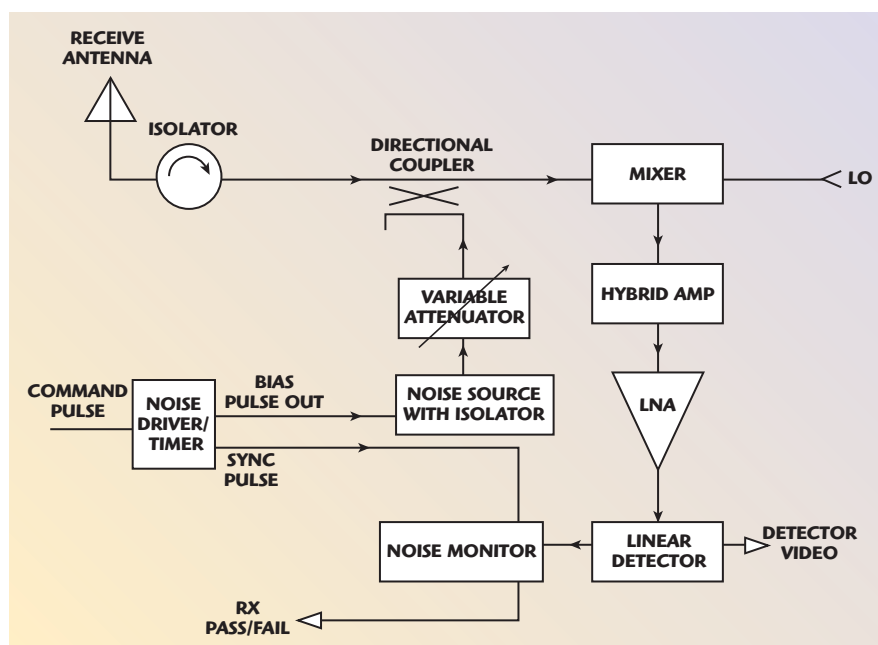 RECEIVE
ANTENNA
ISOLATOR
DIRECTIONAL
COUPLER
MIXER
LO
VARIABLE
ATTENUATOR
HYBRID AMP
COMMAND
PULSE
NOISE
DRIVER/
TIMER
BIAS
PULSE OUT
NOISE SOURCE
WITH ISOLATOR
LNA
SYNC
PULSE
NOISE MONITOR
LINEAR
DETECTOR
DETECTOR
VIDEO
RX
PASS/FAIL